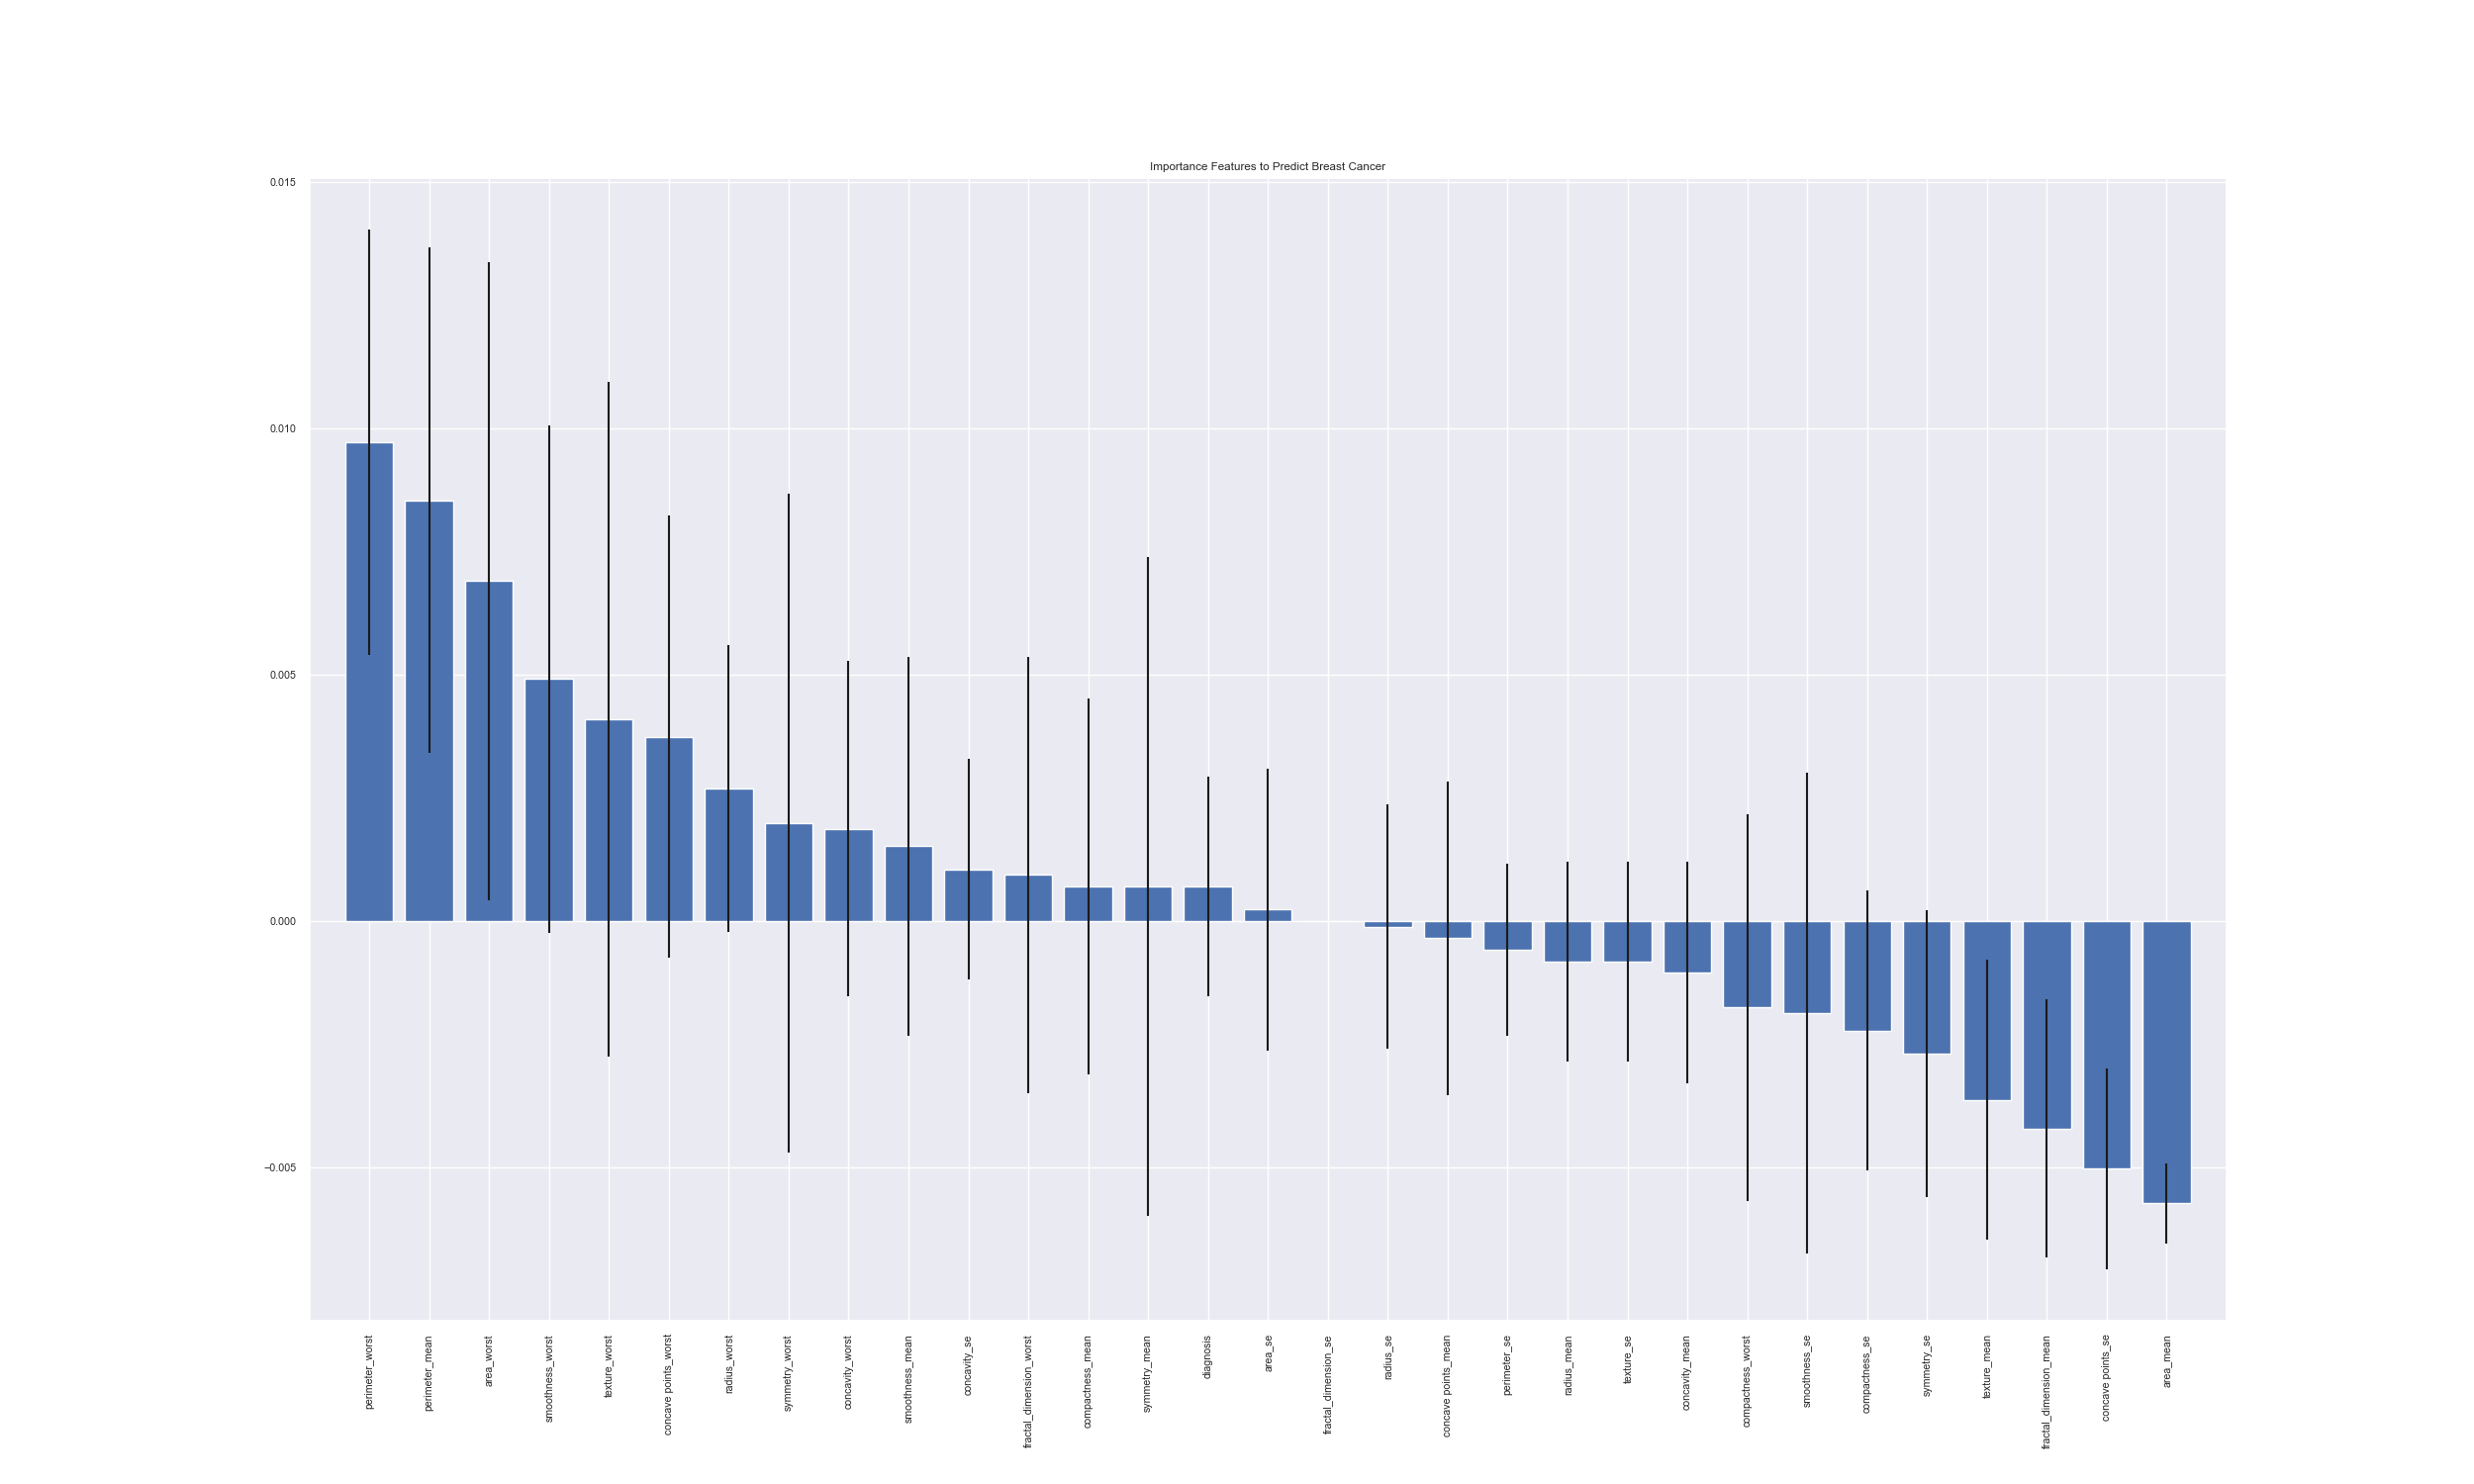 Importance Features to Predict Breast Cancer
0.015
0.010
0.005
0.000
−0.005
perimeter_worst
perimeter_mean
area_worst
smoothness_worst
texture_worst
concave points_worst
radius_worst
symmetry_worst
concavity_worst
smoothness_mean
concavity_se
fractal_dimension_worst
compactness_mean
symmetry_mean
diagnosis
area_se
fractal_dimension_se
radius_se
concave points_mean
perimeter_se
radius_mean
texture_se
concavity_mean
compactness_worst
smoothness_se
compactness_se
symmetry_se
texture_mean
fractal_dimension_mean
concave points_se
area_mean